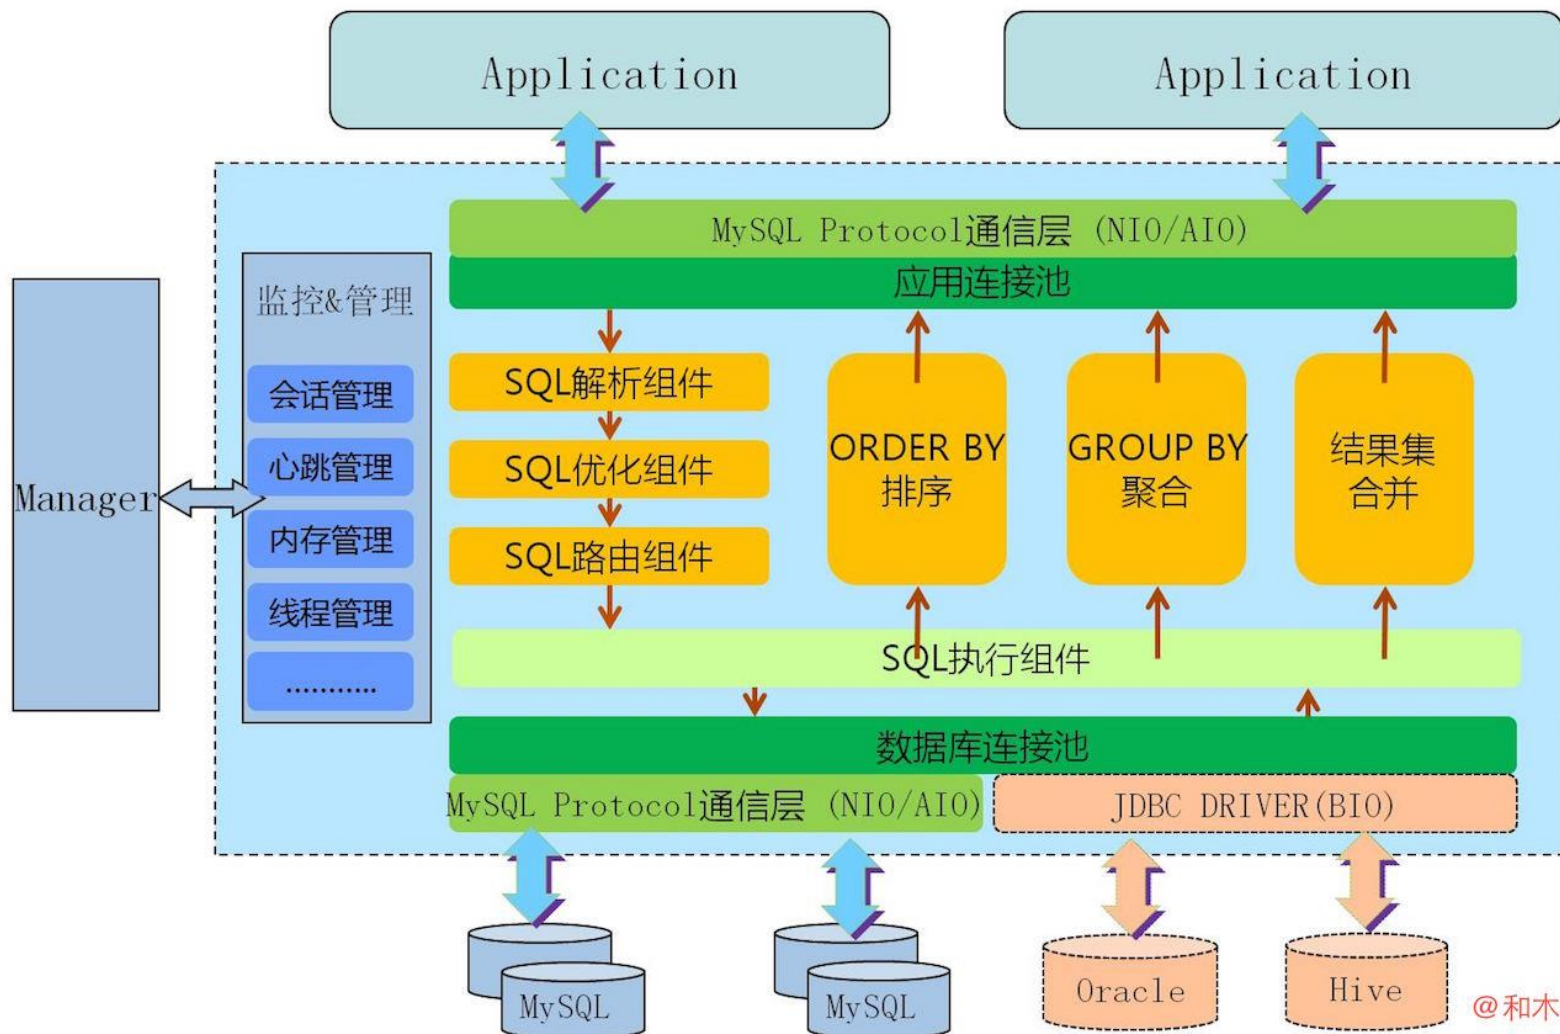 Application
Application
MySQL Protocol通信层 (NIO/AIO)
应用连接池
监控&管理
会话管理
心跳管理
内存管理
线程管理
...........
Manager
SQL解析组件
SQL优化组件
SQL路由组件
ORDER BY
排序
GROUP BY
聚合
结果集
合并
SQL执行组件
数据库连接池
MySQL Protocol通信层 (NIO/AIO)
JDBC DRIVER(BIO)
MySQL
MySQL
Oracle
Hive
@和木